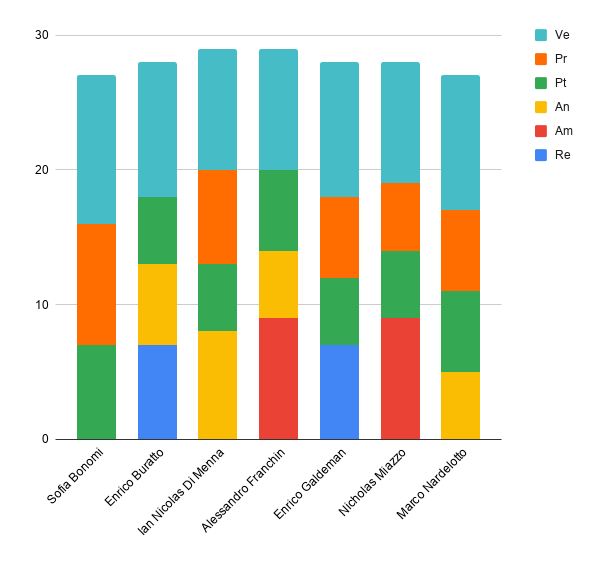 30
20
10
0
Sofia Bonomi
Enrico Buratto
Ian Nicolas Di Menna
Alessandro Franchin
Enrico Galdeman
Nicholas Miazzo
Marco Nardelotto
Ve
Pr
Pt
An
Am
Re